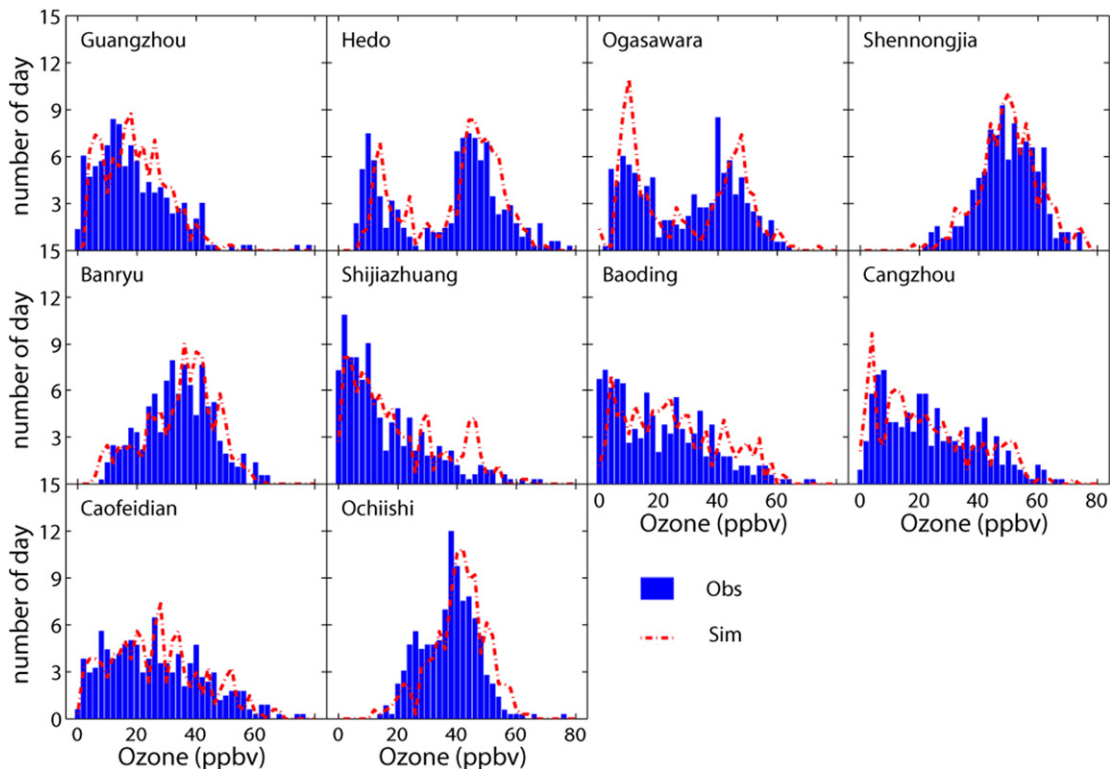 15
12
9
6
3
number of day
Guangzhou
Hedo
Ogasawara
Shennongjia
15
12
9
6
3
number of day
Banryu
Shijiazhuang
Baoding
Cangzhou
15
12
9
6
3
0
number of day
Caofeidian
Ochiishi
0 20 40 60 80
Ozone (ppbv)
0 20 40 60 80
Ozone (ppbv)
0 20 40 60
Ozone (ppbv)
0 20 40 60 80
Ozone (ppbv)
Obs
Sim
15